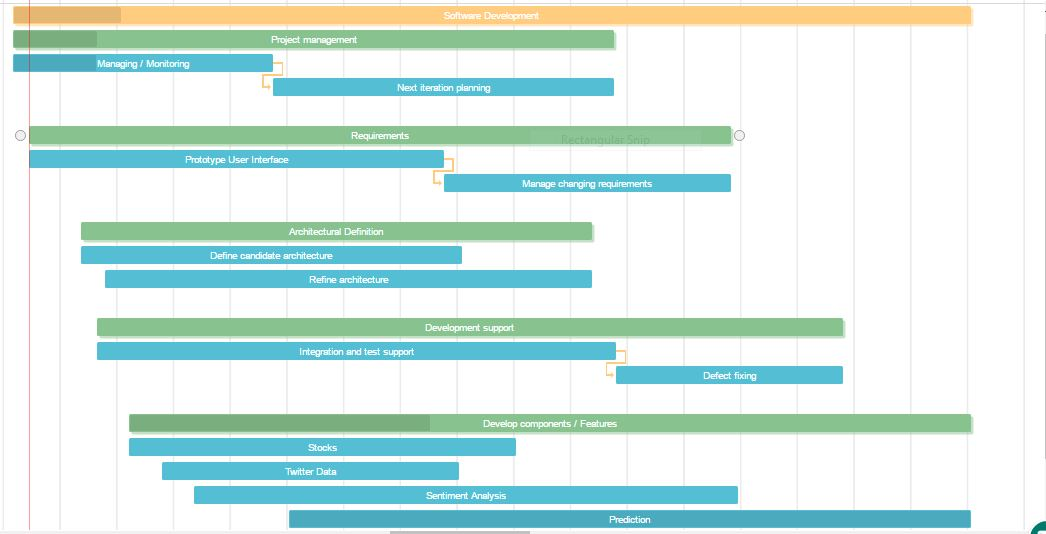 Software Development
Project management
Managing / Monitoring
Next iteration planning
Requirements
Rectangular Snip
Prototype User Interface
Manage changing requirements
Architectural Definition
Define candidate architecture
Refine architecture
Development support
Integration and test support
Defect fixing
Develop components / Features
Stocks
Twitter Data
Sentiment Analysis
Prediction